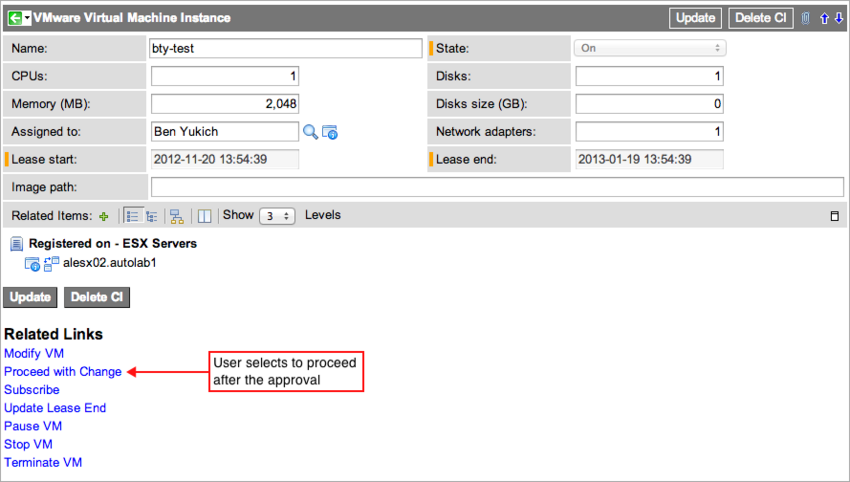 VMware Virtual Machine Instance Update Delete CI
Name: bty-test State: On
CPUs: 1 Disks: 1
Memory (MB): 2,048 Disks size (GB): 0
Assigned to: Ben Yukich Network adapters: 1
Lease start: 2012-11-20 13:54:39 Lease end: 2013-01-19 13:54:39
Image path:
Related Items: Show 3 Levels
Registered on - ESX Servers
alesx02.autolab1
Update Delete CI
Related Links
Modify VM
Proceed with Change
User selects to proceed
after the approval
Subscribe
Update Lease End
Pause VM
Stop VM
Terminate VM